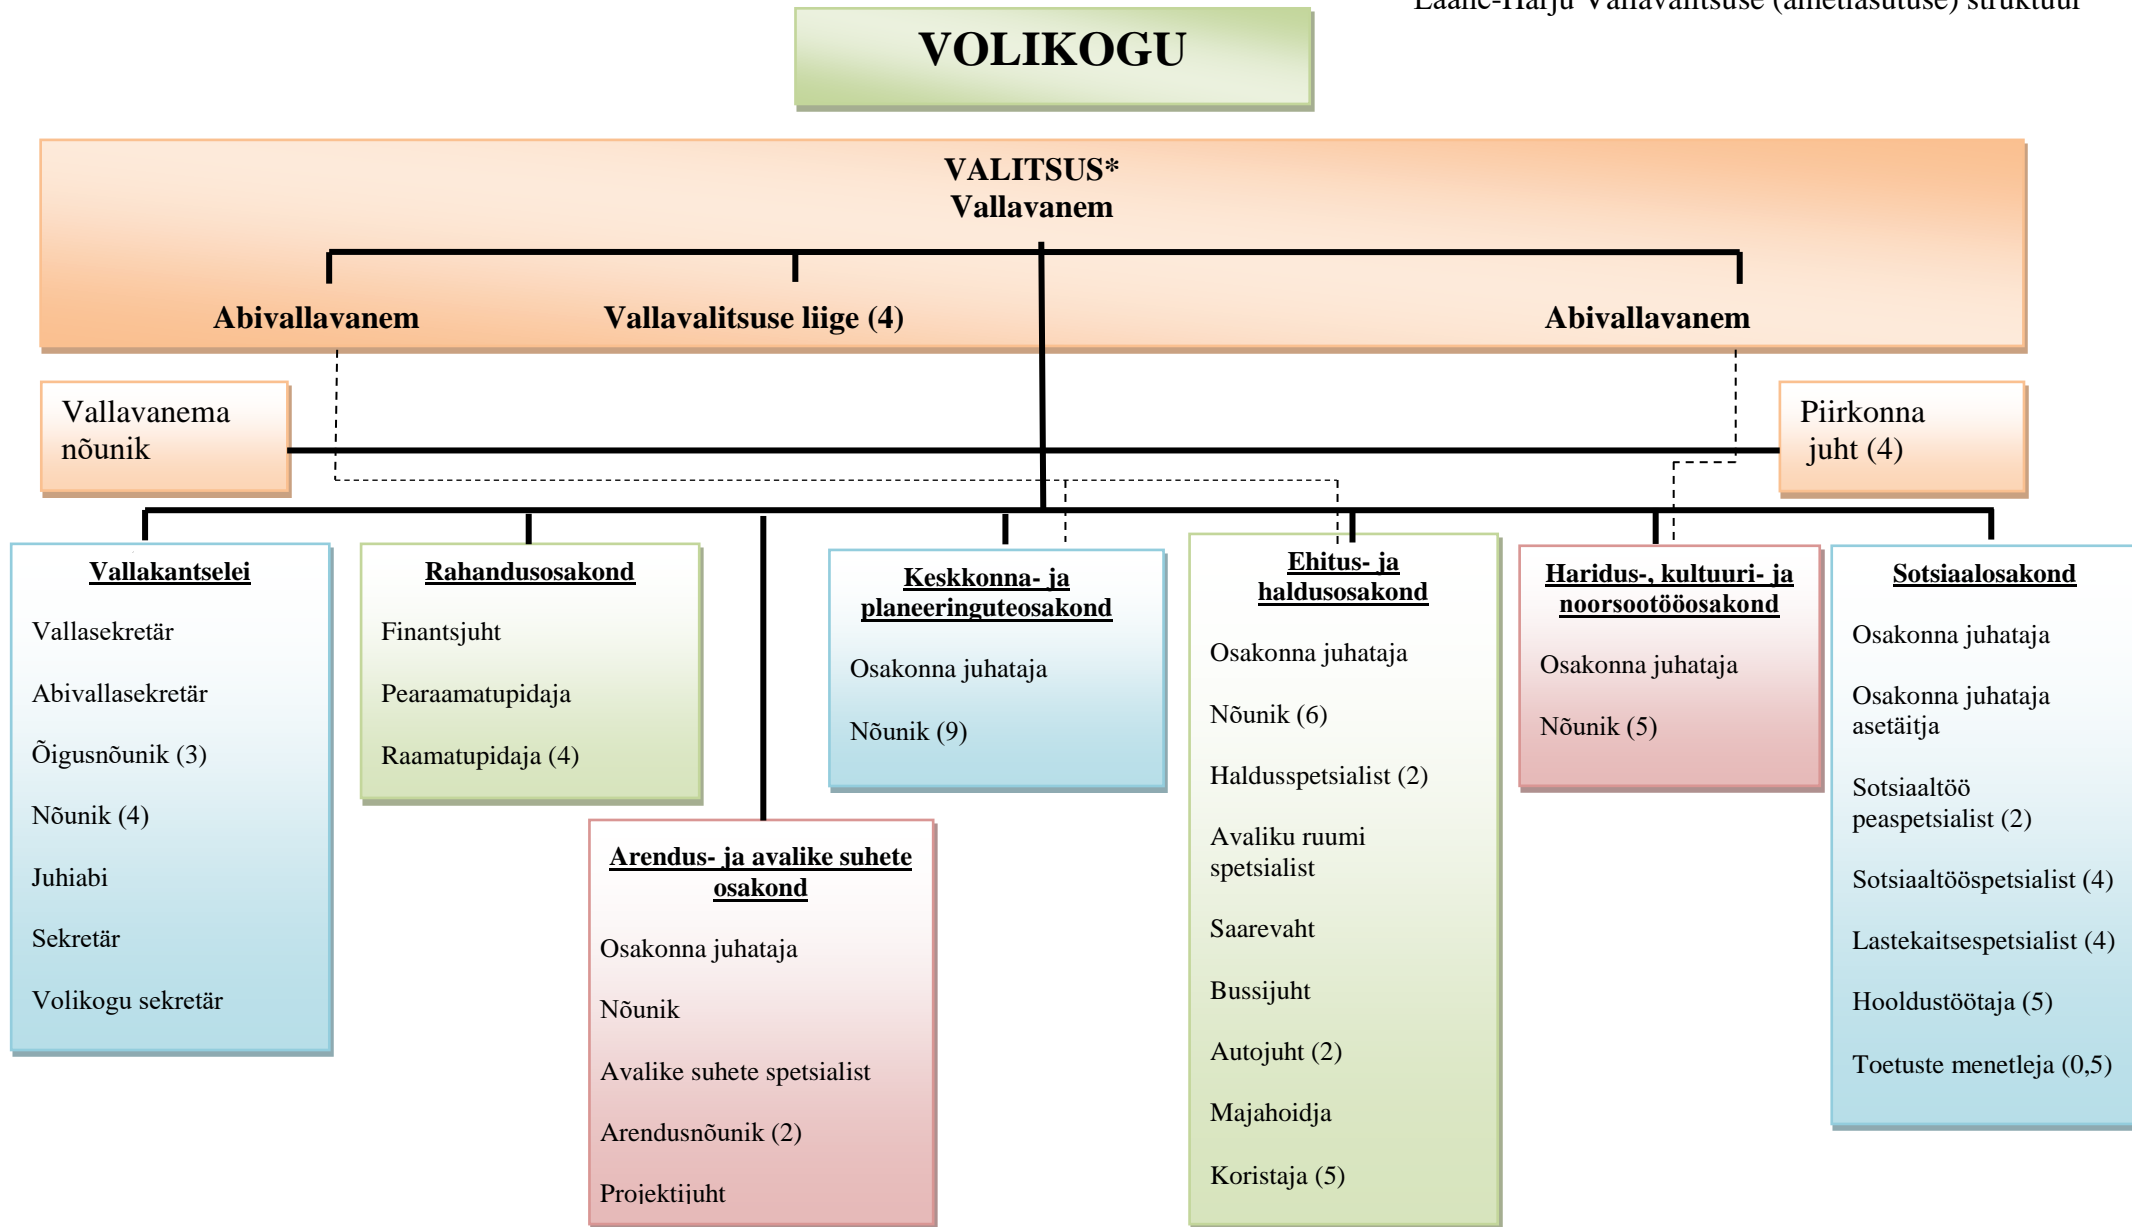 Lääne-Harju Vallavalitsuse (ametiasutuse) struktuur
VOLIKOGU
VALITSUS*
Vallavanem
Abivallavanem
Vallavalitsuse liige (4)
Abivallavanem
Vallavanema
nõunik
Piirkonna
juht (4)
Vallakantselei
Vallasekretär
Abivallasekretär
Õigusnõunik (3)
Nõunik (4)
Juhiabi
Sekretär
Volikogu sekretär
Rahandusosakond
Finantsjuht
Pearaamatupidaja
Raamatupidaja (4)
Arendus- ja avalike suhete
osakond
Osakonna juhataja
Nõunik
Avalike suhete spetsialist
Arendusnõunik (2)
Projektijuht
Keskkonna- ja
planeeringuteosakond
Osakonna juhataja
Nõunik (9)
Ehitus- ja
haldusosakond
Osakonna juhataja
Nõunik (6)
Haldusspetsialist (2)
Avaliku ruumi
spetsialist
Saarevaht
Bussijuht
Autojuht (2)
Majahoidja
Koristaja (5)
Haridus-, kultuuri- ja
noorsootööosakond
Osakonna juhataja
Nõunik (5)
Sotsiaalosakond
Osakonna juhataja
Osakonna juhataja
asetäitja
Sotsiaaltöö
peaspetsialist (2)
Sotsiaaltööspetsialist (4)
Lastekaitsespetsialist (4)
Hooldustöötaja (5)
Toetuste menetleja (0,5)